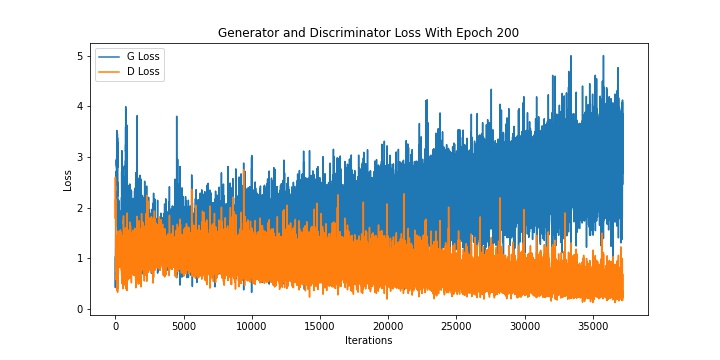 Generator and Discriminator Loss With Epoch 200
G Loss
D Loss
Loss
5
4
3
2
1
0
0 5000 10000 15000 20000 25000 30000 35000
Iterations